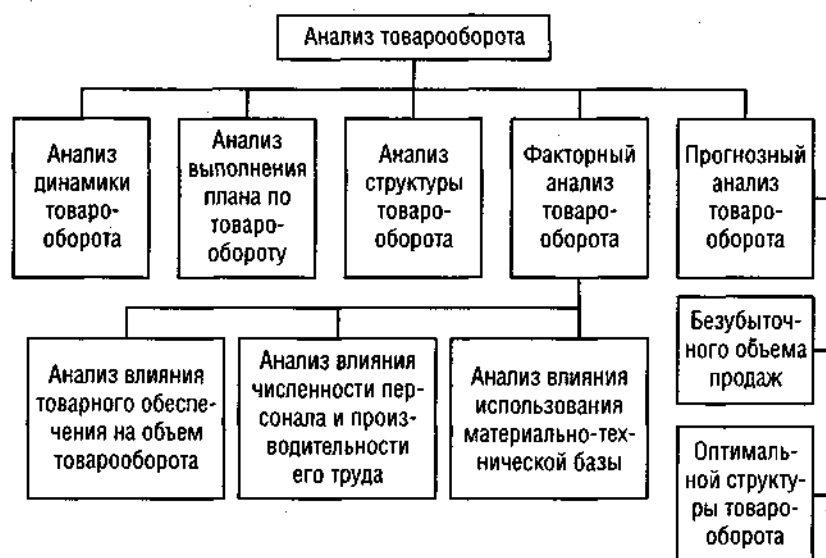 Анализ товарооборота
Анализ
динамики
товаро-
оборота
Анализ
выполнения
плана по
товаро-
обороту
Анализ
структуры
товаро-
оборота
Факторный
анализ
товаро-
оборота
Прогнозный
анализ
товаро-
оборота
Анализ влияния
товарного обеспе-
чения на объем
товарооборота
Анализ влияния
численности пер-
сонала и произ-
водительности
его труда
Анализ влияния
использования
материально-тех-
нической базы
Безубыточ-
ного объема
продаж
Оптималь-
ной структу-
ры товаро-
оборота